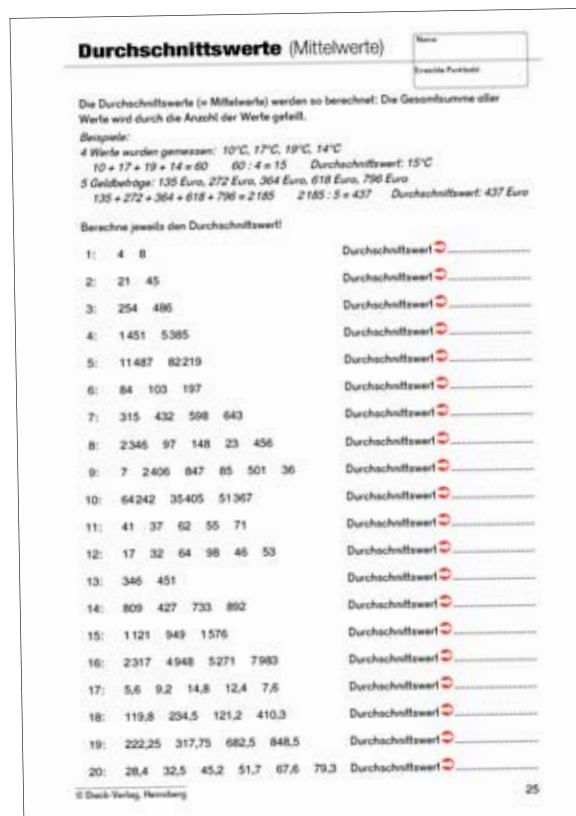 Durchschnittswerte (Mittelwerte)
Name
Erreichte Punktzahl:
Die Durchschnittswerte (= Mittelwerte) werden so berechnet: Die Gesamtsumme aller
Werte wird durch die Anzahl der Werte geteilt.
Beispiele:
4 Werte wurden gemessen: 10°C, 17°C, 19°C, 14°C
10 + 17 + 19 + 14 = 60 60 : 4 = 15 Durchschnittswert: 15°C
5 Geldbeträge: 135 Euro, 272 Euro, 364 Euro, 618 Euro, 796 Euro
135 + 272 + 364 + 618 + 796 = 2185 2185 : 5 = 437 Durchschnittswert: 437 Euro
Berechne jeweils den Durchschnittswert!
1: 4 8 Durchschnittswert
2: 21 45 Durchschnittswert
3: 254 486 Durchschnittswert
4: 1451 5385 Durchschnittswert
5: 11487 82219 Durchschnittswert
6: 84 103 197 Durchschnittswert
7: 315 432 598 643 Durchschnittswert
8: 2346 97 148 23 456 Durchschnittswert
9: 7 2406 847 85 501 36 Durchschnittswert
10: 64242 35405 51367 Durchschnittswert
11: 41 37 62 55 71 Durchschnittswert
12: 17 32 64 98 46 53 Durchschnittswert
13: 346 451 Durchschnittswert
14: 809 427 733 892 Durchschnittswert
15: 1121 949 1576 Durchschnittswert
16: 2317 4948 5271 7983 Durchschnittswert
17: 5,6 9,2 14,8 12,4 7,6 Durchschnittswert
18: 119,8 234,5 121,2 410,3 Durchschnittswert
19: 222,25 317,75 682,5 848,5 Durchschnittswert
20: 28,4 32,5 45,2 51,7 67,6 79,3 Durchschnittswert
© Dieck-Verlag, Heinsberg
25